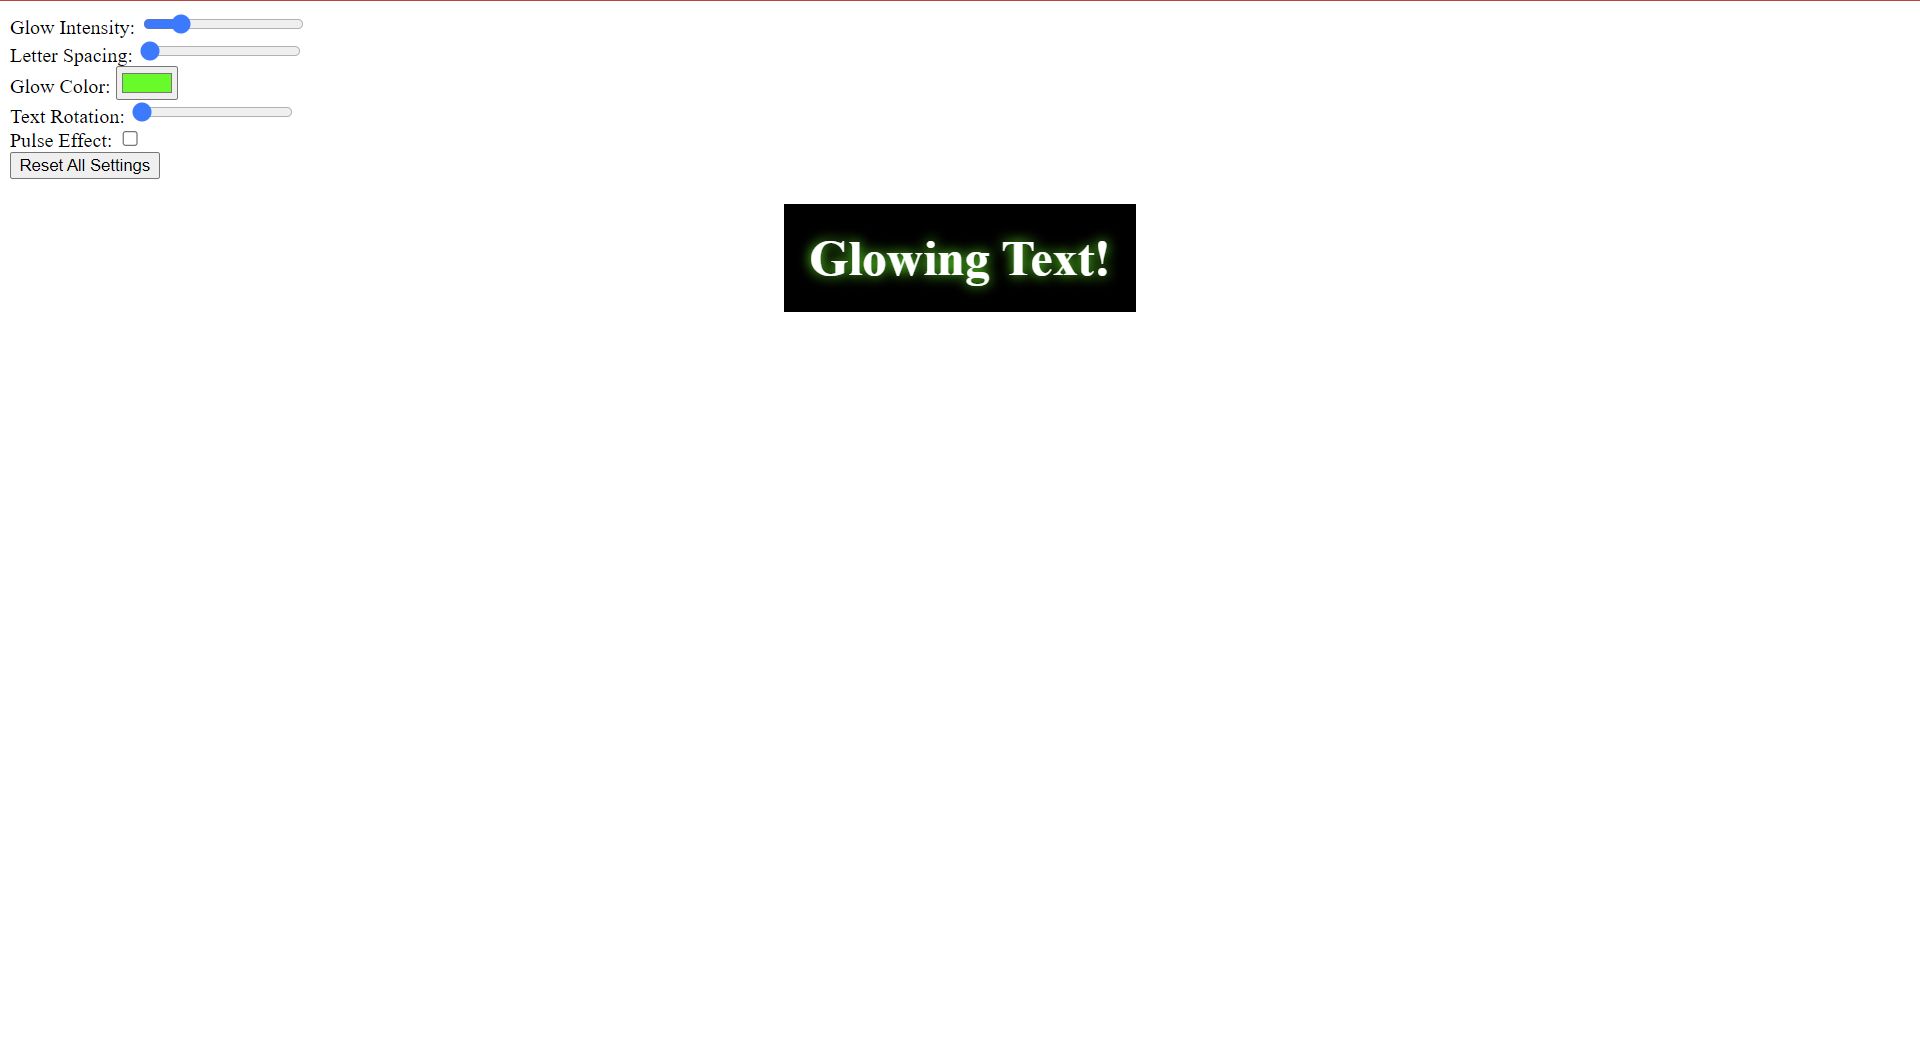 Glow Intensity:
Letter Spacing:
Glow Color:
Text Rotation:
Pulse Effect:
Reset All Settings
Glowing Text!